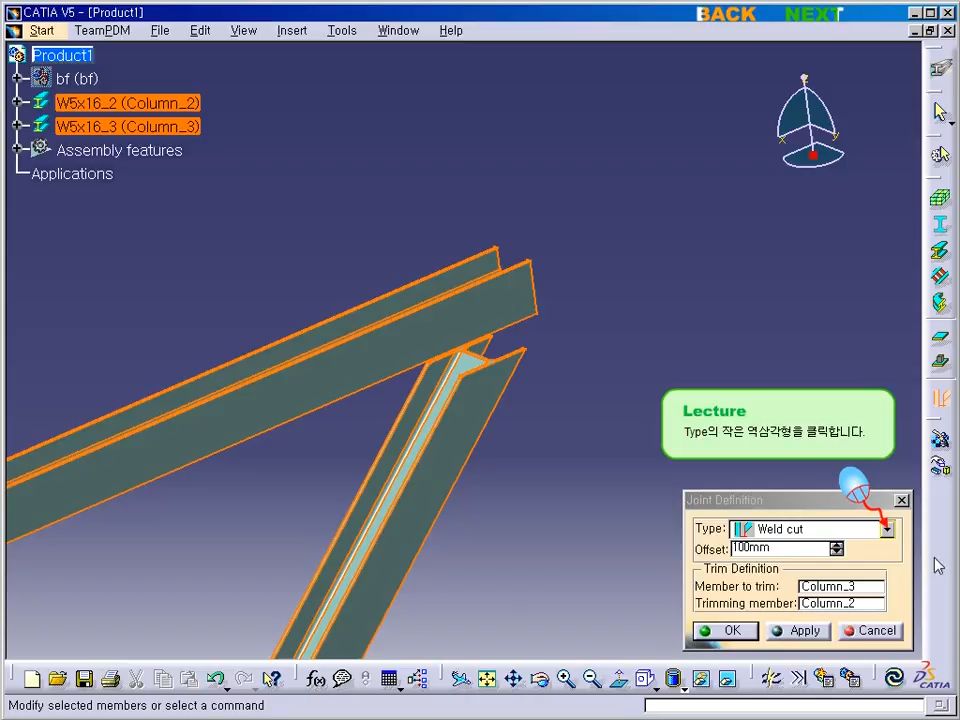 CATIA V5 - [Product1]
BACK NEXT
Start TeamPDM File Edit View Insert Tools Window Help
Product1
bf (bf)
W5x16_2 (Column_2)
W5x16_3 (Column_3)
Assembly features
Applications
x y
Lecture
Type의 작은 역삼각형을 클릭합니다.
Joint Definition
Type: Weld cut
Offset: 100mm
Trim Definition
Member to trim: Column_3
Trimming member: Column_2
OK Apply Cancel
f(x)
DS CATIA
Modify selected members or select a command